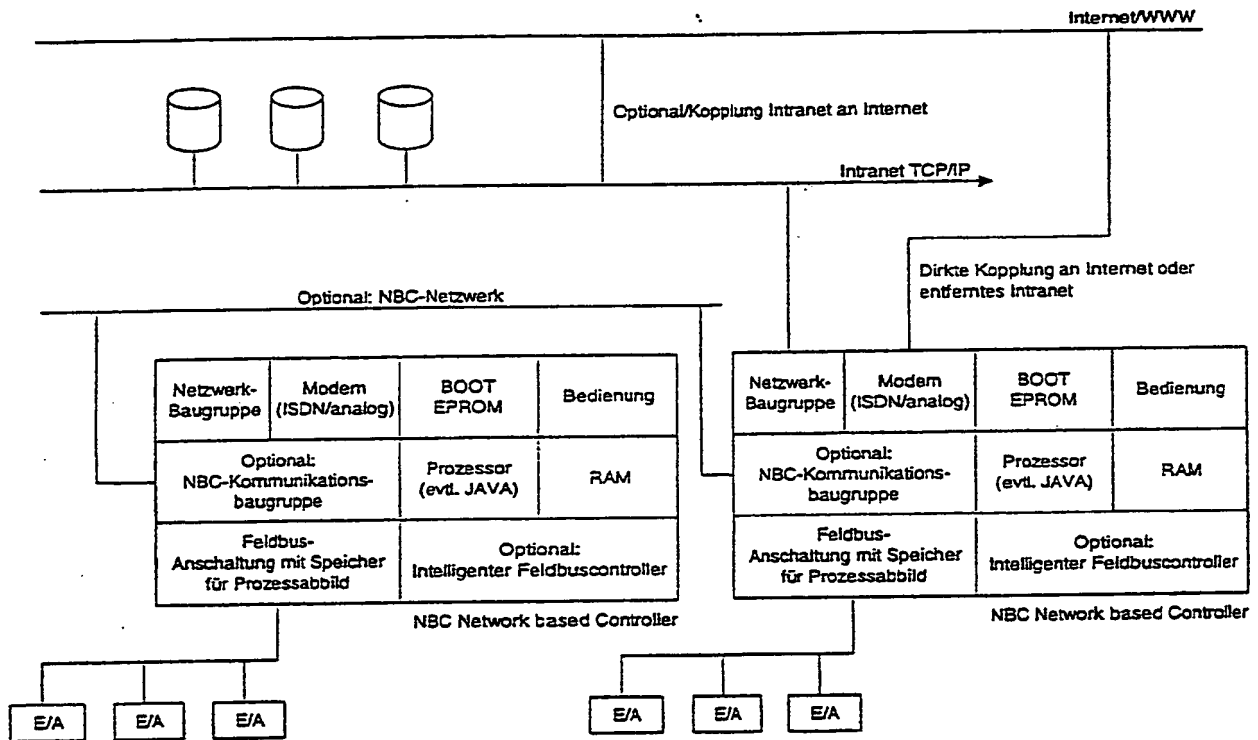 Internet/WWW
Optional/Kopplung Intranet an Internet
Intranet TCP/IP
Dirkte Kopplung an Internet oder
entferntes Intranet
Optional: NBC-Netzwerk
Netzwerk-
Baugruppe
Modem
(ISDN/analog)
BOOT
EPROM
Bedienung
Optional:
NBC-Kommunikations-
baugruppe
Prozessor
(evtl. JAVA)
RAM
Feldbus-
Anschaltung mit Speicher
für Prozessabbild
Optional:
Intelligenter Feldbuscontroller
NBC Network based Controller
E/A
E/A
E/A
Netzwerk-
Baugruppe
Modem
(ISDN/analog)
BOOT
EPROM
Bedienung
Optional:
NBC-Kommunikations-
baugruppe
Prozessor
(evtl. JAVA)
RAM
Feldbus-
Anschaltung mit Speicher
für Prozessabbild
Optional:
Intelligenter Feldbuscontroller
NBC Network based Controller
E/A
E/A
E/A